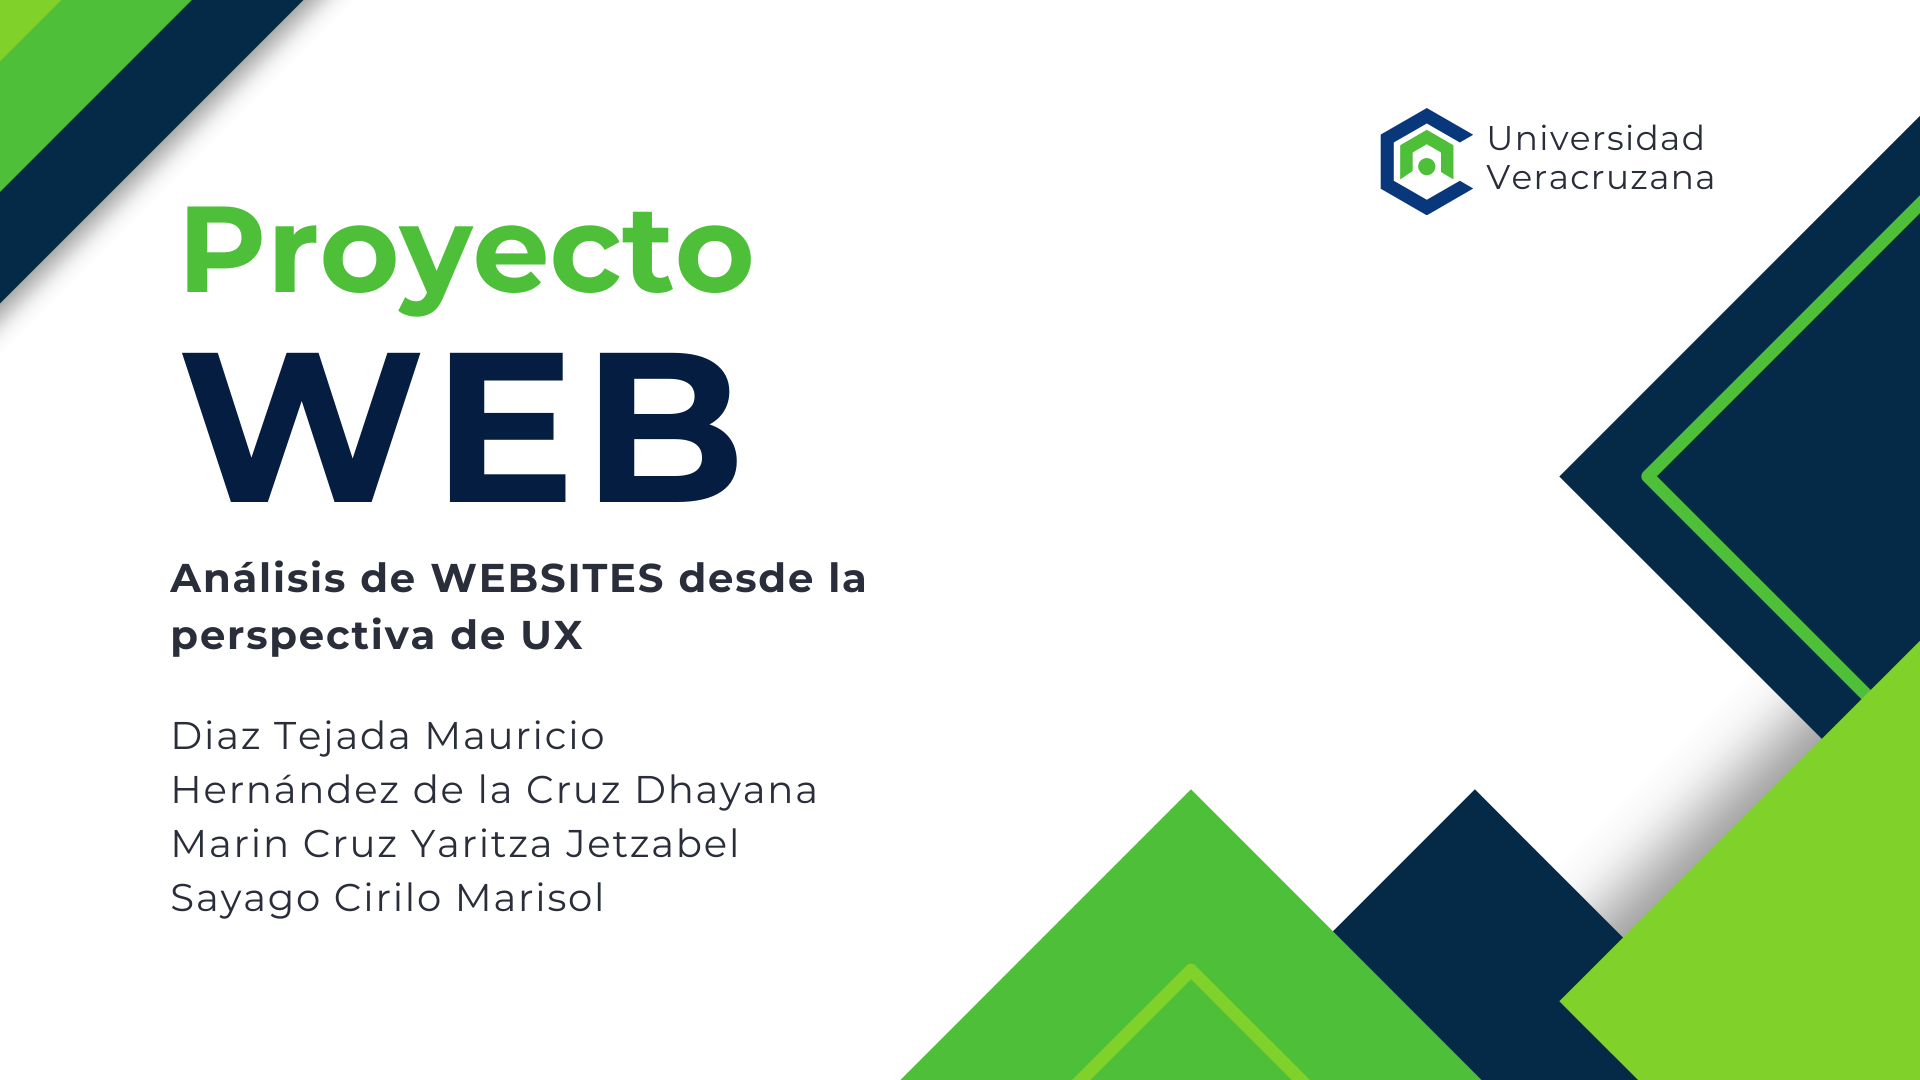 Universidad
Veracruzana
Proyecto
WEB
Análisis de WEBSITES desde la
perspectiva de UX
Diaz Tejada Mauricio
Hernández de la Cruz Dhayana
Marin Cruz Yaritza Jetzabel
Sayago Cirilo Marisol